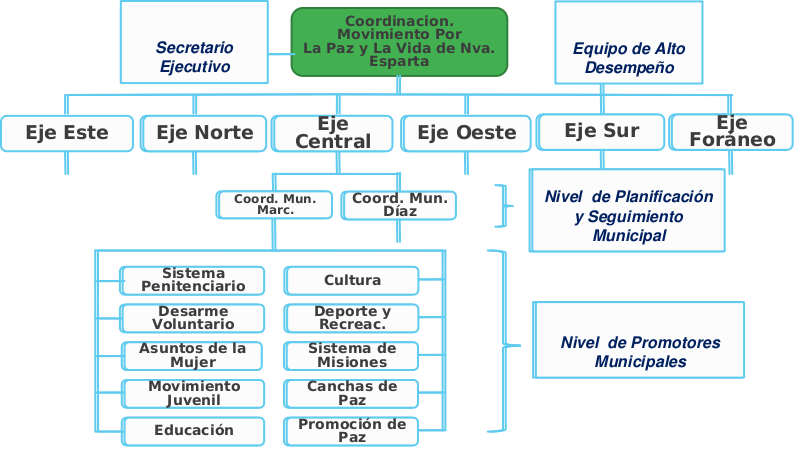 Coordinacion.
Movimiento Por
La Paz y La Vida de Nva.
Esparta
Secretario
Ejecutivo
Equipo de Alto
Desempeño
Eje Este
Eje Norte
Eje
Central
Eje Oeste
Eje Sur
Eje
Foráneo
Coord. Mun.
Marc.
Coord. Mun.
Díaz
Nivel de Planificación
y Seguimiento
Municipal
Sistema
Penitenciario
Cultura
Desarme
Voluntario
Deporte y
Recreac.
Asuntos de la
Mujer
Sistema de
Misiones
Movimiento
Juvenil
Canchas de
Paz
Educación
Promoción de
Paz
Nivel de Promotores
Municipales